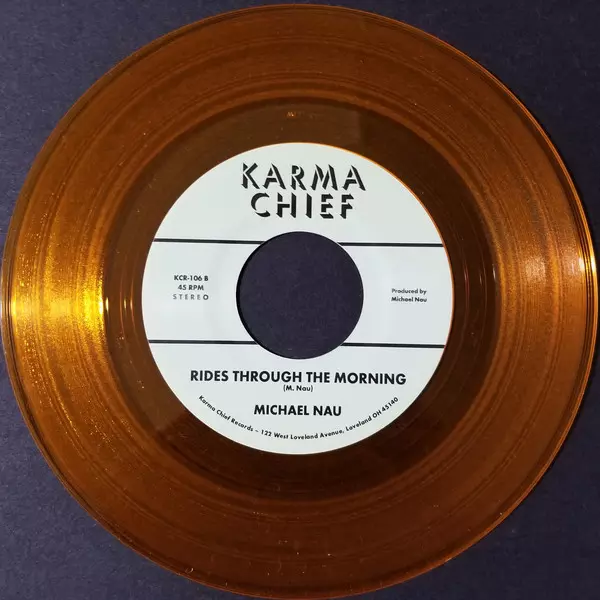 KARMA
CHIEF
KCR-106 B
45 RPM
STEREO
Produced by
Michael Nau
RIDES THROUGH THE MORNING
(M. Nau)
MICHAEL NAU
Karma Chief Records – 122 West Loveland Avenue, Loveland OH 45140